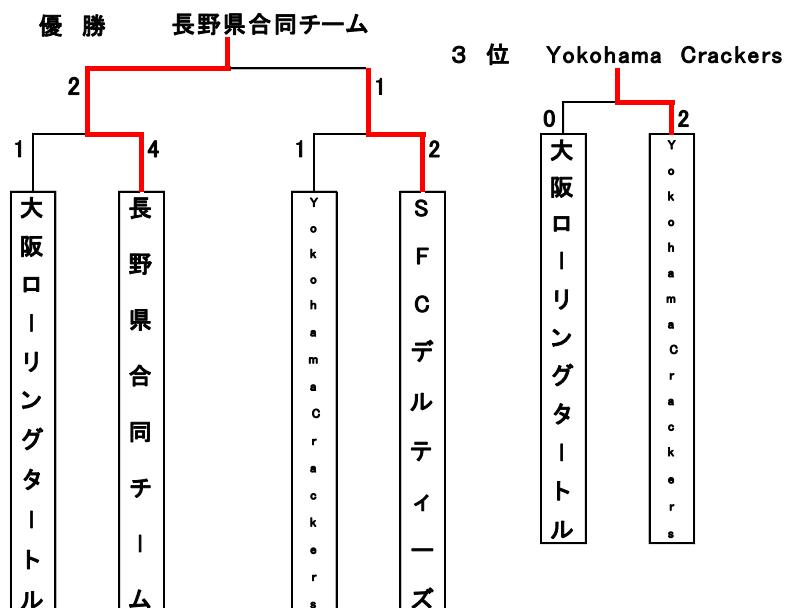 優 勝 長野県合同チーム
3 位 Yokohama Crackers
2
1
1
4
1
2
0
2
大阪ローリングタートル
長野県合同チーム
YokohamaCrackers
SFCデルティーズ
大阪ローリングタートル
YokohamaCrackers